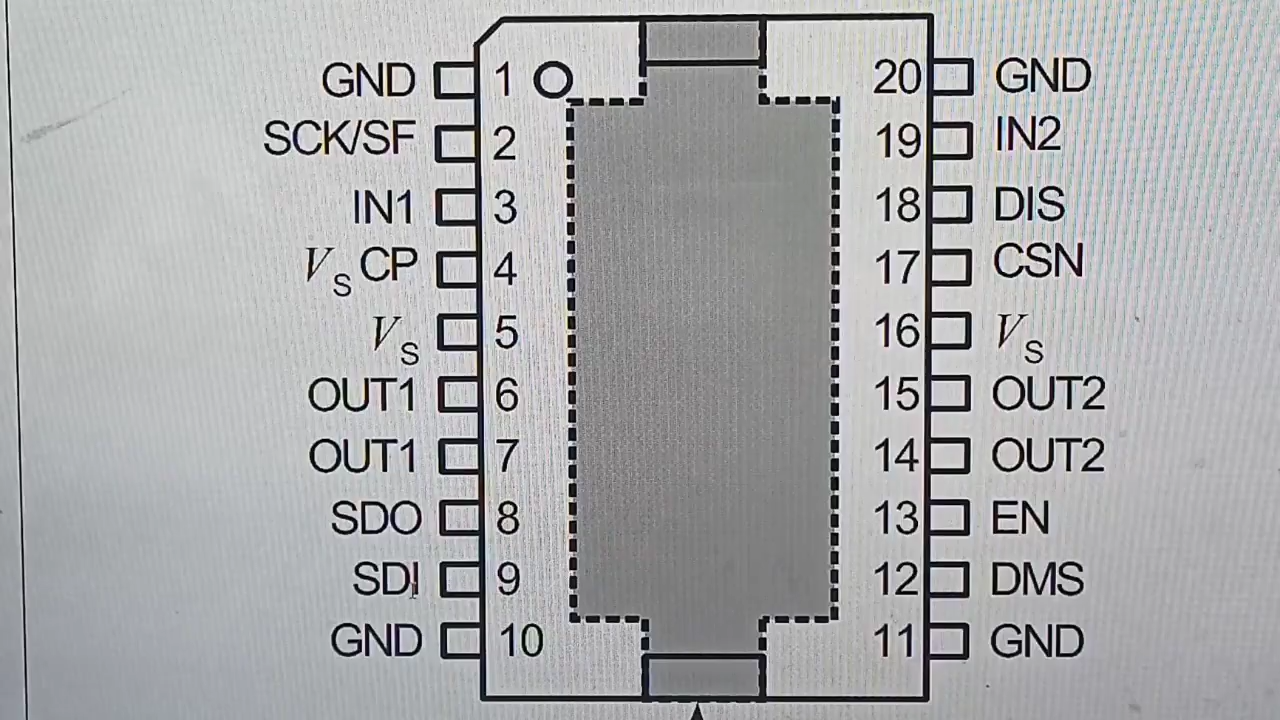 GND 1 20 GND
SCK/SF 2 19 IN2
IN1 3 18 DIS
VS CP 4 17 CSN
VS 5 16 VS
OUT1 6 15 OUT2
OUT1 7 14 OUT2
SDO 8 13 EN
SDI 9 12 DMS
GND 10 11 GND